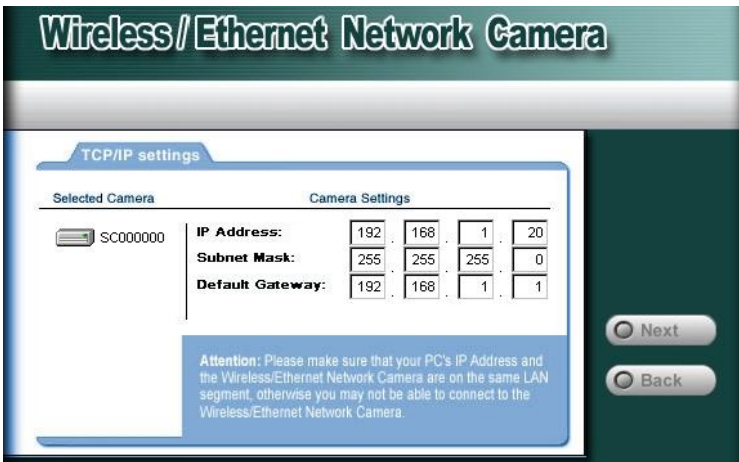 Wireless/Ethernet Network Camera
TCP/IP settings
Selected Camera Camera Settings
SC000000
IP Address: 192 . 168 . 1 . 20
Subnet Mask: 255 . 255 . 255 . 0
Default Gateway: 192 . 168 . 1 . 1
Attention: Please make sure that your PC's IP Address and
the Wireless/Ethernet Network Camera are on the same LAN
segment, otherwise you may not be able to connect to the
Wireless/Ethernet Network Camera.
Next
Back